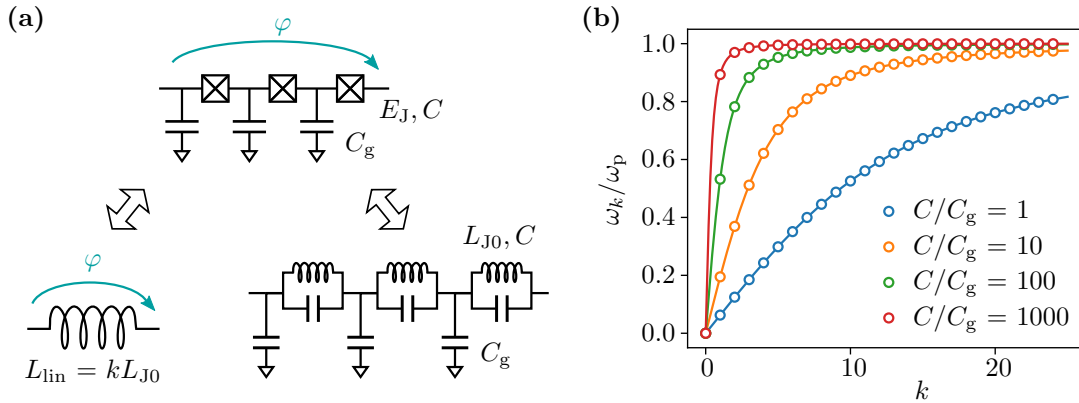 (a)
φ
E_J, C
C_g
φ
L_lin = kL_J0
L_J0, C
C_g
(b)
ω_k/ω_p
1.0
0.8
0.6
0.4
0.2
0.0
C/C_g = 1
C/C_g = 10
C/C_g = 100
C/C_g = 1000
0
10
20
k